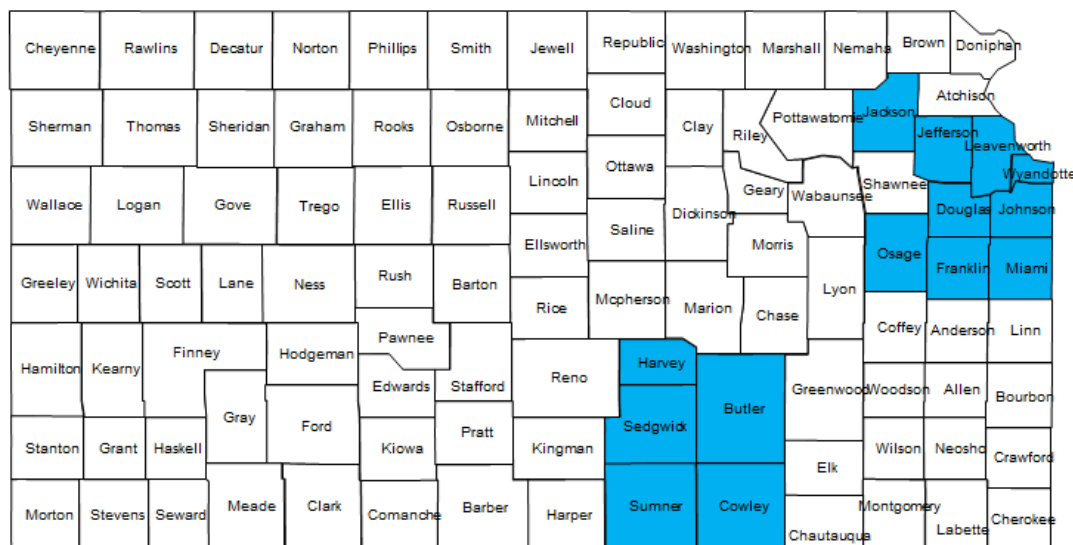 Cheyenne Rawlins Decatur Norton Phillips Smith Jewell Republic Washington Marshall Nemaha Brown Doniphan
Sherman Thomas Sheridan Graham Rooks Osborne Mitchell Cloud Clay Riley Pottawatomie Jackson Atchison
Jefferson Leavenworth
Wyandotte
Wallace Logan Gove Trego Ellis Russell Lincoln Ottawa Dickinson Geary Wabaunsee Shawnee Douglas Johnson
Ellsworth Saline Morris
Greeley Wichita Scott Lane Ness Rush Barton Rice Mcpherson Marion Chase Lyon Osage Franklin Miami
Hamilton Kearny Finney Hodgeman Pawnee Coffey Anderson Linn
Edwards Stafford Reno Harvey Butler Greenwood Woodson Allen Bourbon
Gray Ford
Stanton Grant Haskell Kiowa Pratt Kingman Sedgwick Elk Wilson Neosho Crawford
Morton Stevens Seward Meade Clark Comanche Barber Harper Sumner Cowley Chautauqua Montgomery Labette Cherokee